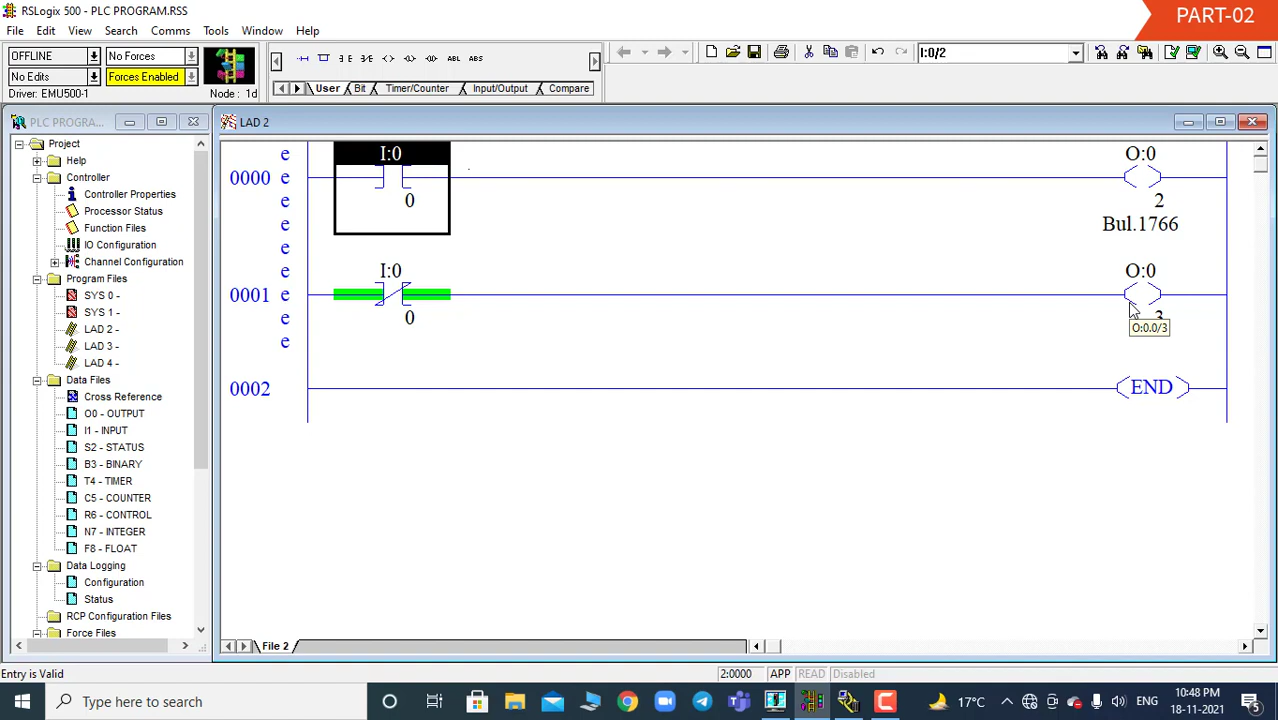 RSLogix 500 - PLC PROGRAM.RSS
PART-02
File Edit View Search Comms Tools Window Help
OFFLINE No Forces
No Edits Forces Enabled
Driver: EMU500-1 Node : 1d
ABL ABS
User Bit Timer/Counter Input/Output Compare
I:0/2
PLC PROGRA...
Project
Help
Controller
Controller Properties
Processor Status
Function Files
IO Configuration
Channel Configuration
Program Files
SYS 0 -
SYS 1 -
LAD 2 -
LAD 3 -
LAD 4 -
Data Files
Cross Reference
O0 - OUTPUT
I1 - INPUT
S2 - STATUS
B3 - BINARY
T4 - TIMER
C5 - COUNTER
R6 - CONTROL
N7 - INTEGER
F8 - FLOAT
Data Logging
Configuration
Status
RCP Configuration Files
Force Files
LAD 2
e I:0 O:0
0000 e
e 0 2
e Bul.1766
e
e I:0 O:0
0001 e
e 0 3
O:0.0/3
e
0002 END
File 2
Entry is Valid
2:0000 APP READ Disabled
Type here to search
17°C ENG
10:48 PM
18-11-2021
5